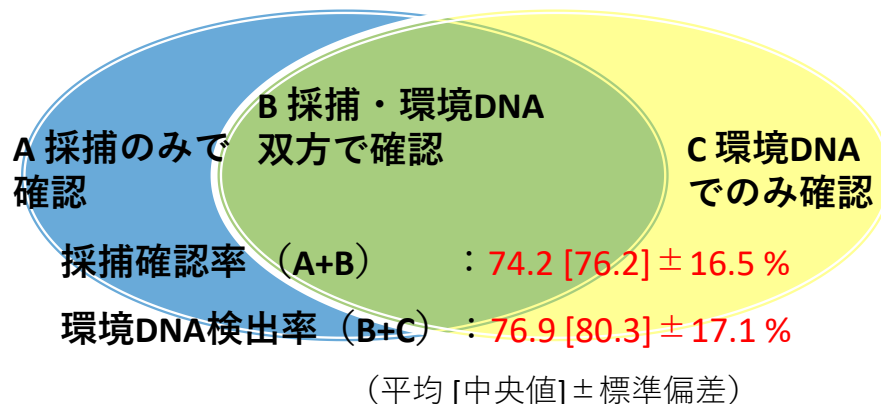 A 採捕のみで
確認
B 採捕・環境DNA
双方で確認
C 環境DNA
でのみ確認
採捕確認率（A+B）　　：74.2 [76.2] ± 16.5 %
環境DNA検出率（B+C）：76.9 [80.3] ± 17.1 %
（平均 [中央値] ± 標準偏差）